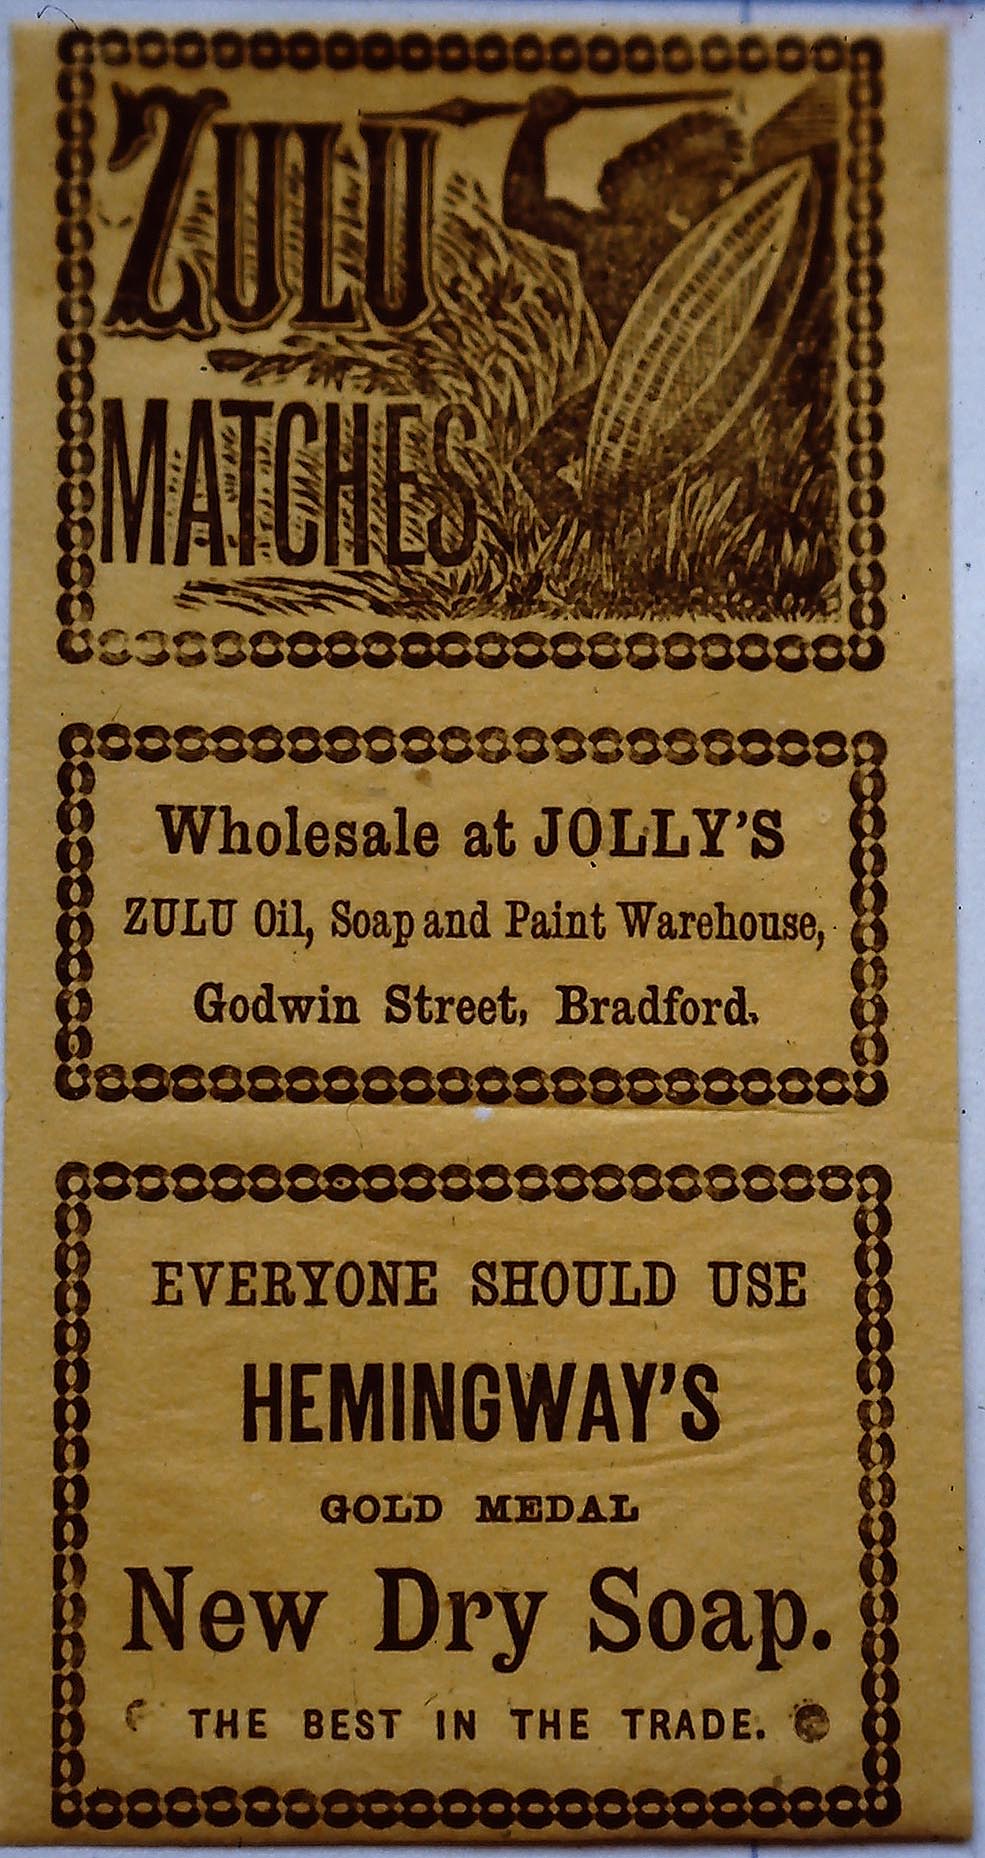 ZULU
MATCHES
Wholesale at JOLLY'S
ZULU Oil, Soap and Paint Warehouse,
Godwin Street, Bradford.
EVERYONE SHOULD USE
HEMINGWAY'S
GOLD MEDAL
New Dry Soap.
THE BEST IN THE TRADE.